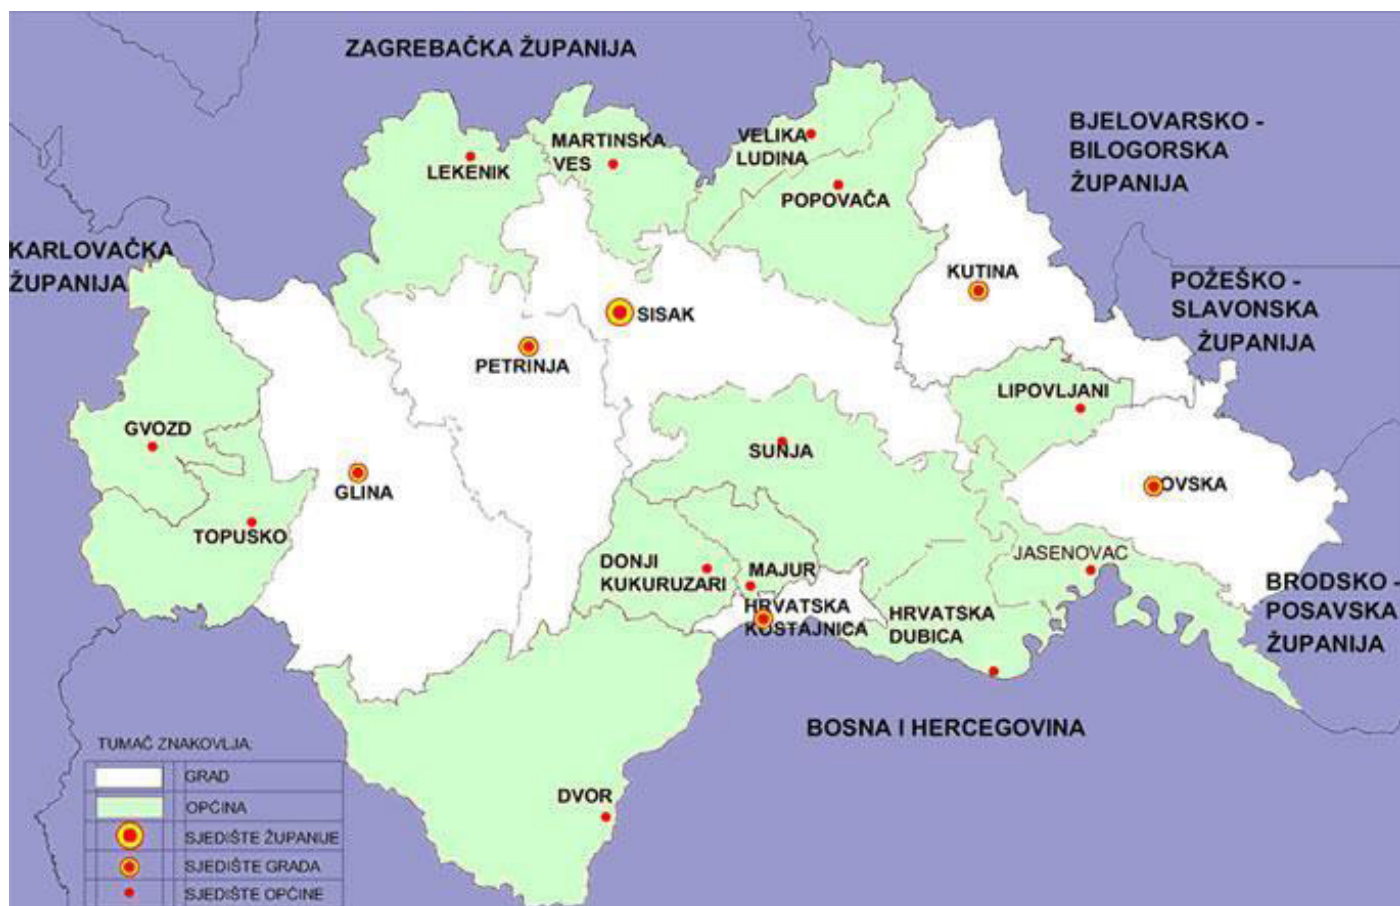 ZAGREBAČKA ŽUPANIJA
BJELOVARSKO -
BILOGORSKA
ŽUPANIJA
VELIKA
LUDINA
MARTINSKA
VES
LEKENIK
POPOVAČA
KARLOVAČKA
ŽUPANIJA
KUTINA
POŽEŠKO -
SLAVONSKA
ŽUPANIJA
SISAK
PETRINJA
LIPOVLJANI
GVOZD
SUNJA
GLINA
OVSKA
TOPUSKO
JASENOVAC
DONJI
KUKURUZARI
MAJUR
HRVATSKA
KOSTAJNICA
HRVATSKA
DUBICA
BRODSKO -
POSAVSKA
ŽUPANIJA
BOSNA I HERCEGOVINA
DVOR
TUMAČ ZNAKOVLJA:
GRAD
OPĆINA
SJEDIŠTE ŽUPANIJE
SJEDIŠTE GRADA
SJEDIŠTE OPĆINE